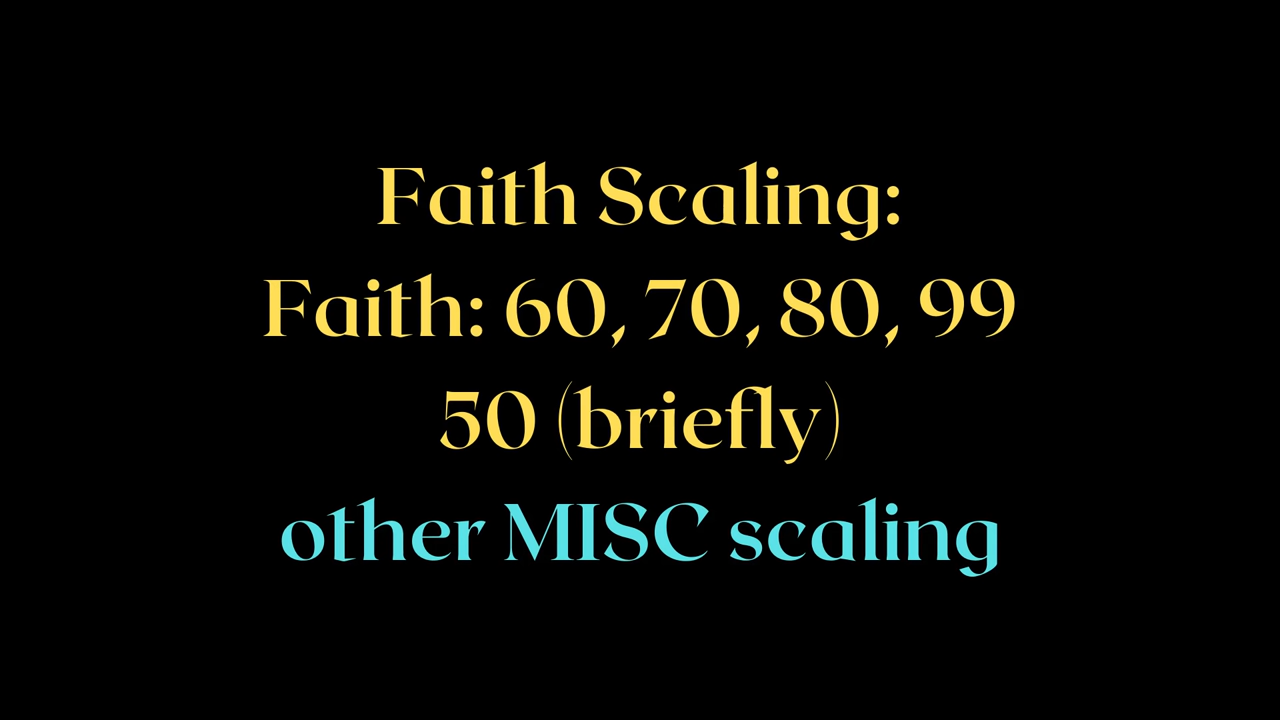 Faith Scaling:
Faith: 60, 70, 80, 99
50 (briefly)
other MISC scaling